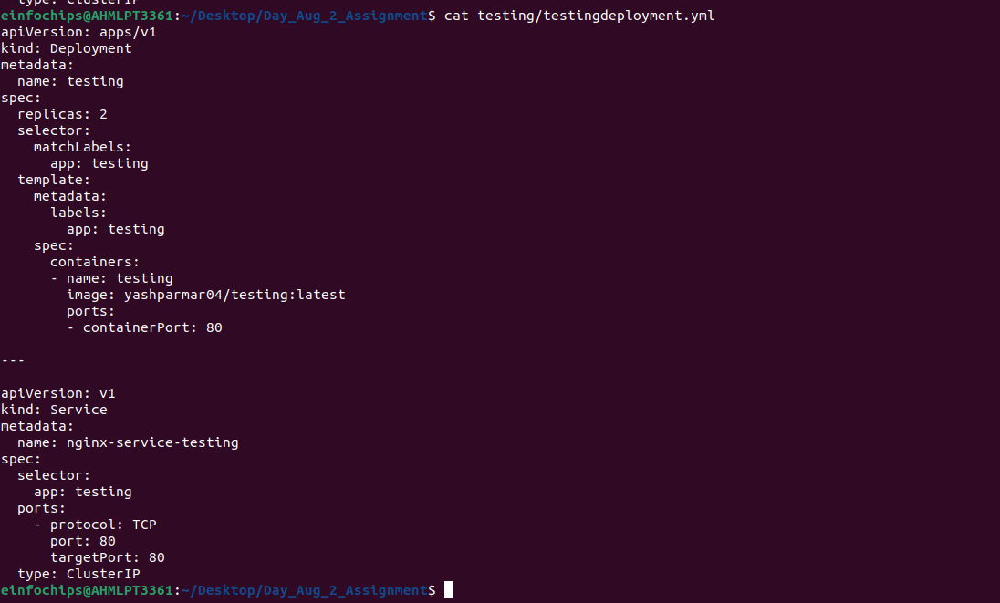 type: ClusterIP
einfochips@AHMLPT3361:~/Desktop/Day_Aug_2_Assignment$ cat testing/testingdeployment.yml
apiVersion: apps/v1
kind: Deployment
metadata:
  name: testing
spec:
  replicas: 2
  selector:
    matchLabels:
      app: testing
  template:
    metadata:
      labels:
        app: testing
    spec:
      containers:
      - name: testing
        image: yashparmar04/testing:latest
        ports:
        - containerPort: 80

---

apiVersion: v1
kind: Service
metadata:
  name: nginx-service-testing
spec:
  selector:
    app: testing
  ports:
    - protocol: TCP
      port: 80
      targetPort: 80
  type: ClusterIP
einfochips@AHMLPT3361:~/Desktop/Day_Aug_2_Assignment$